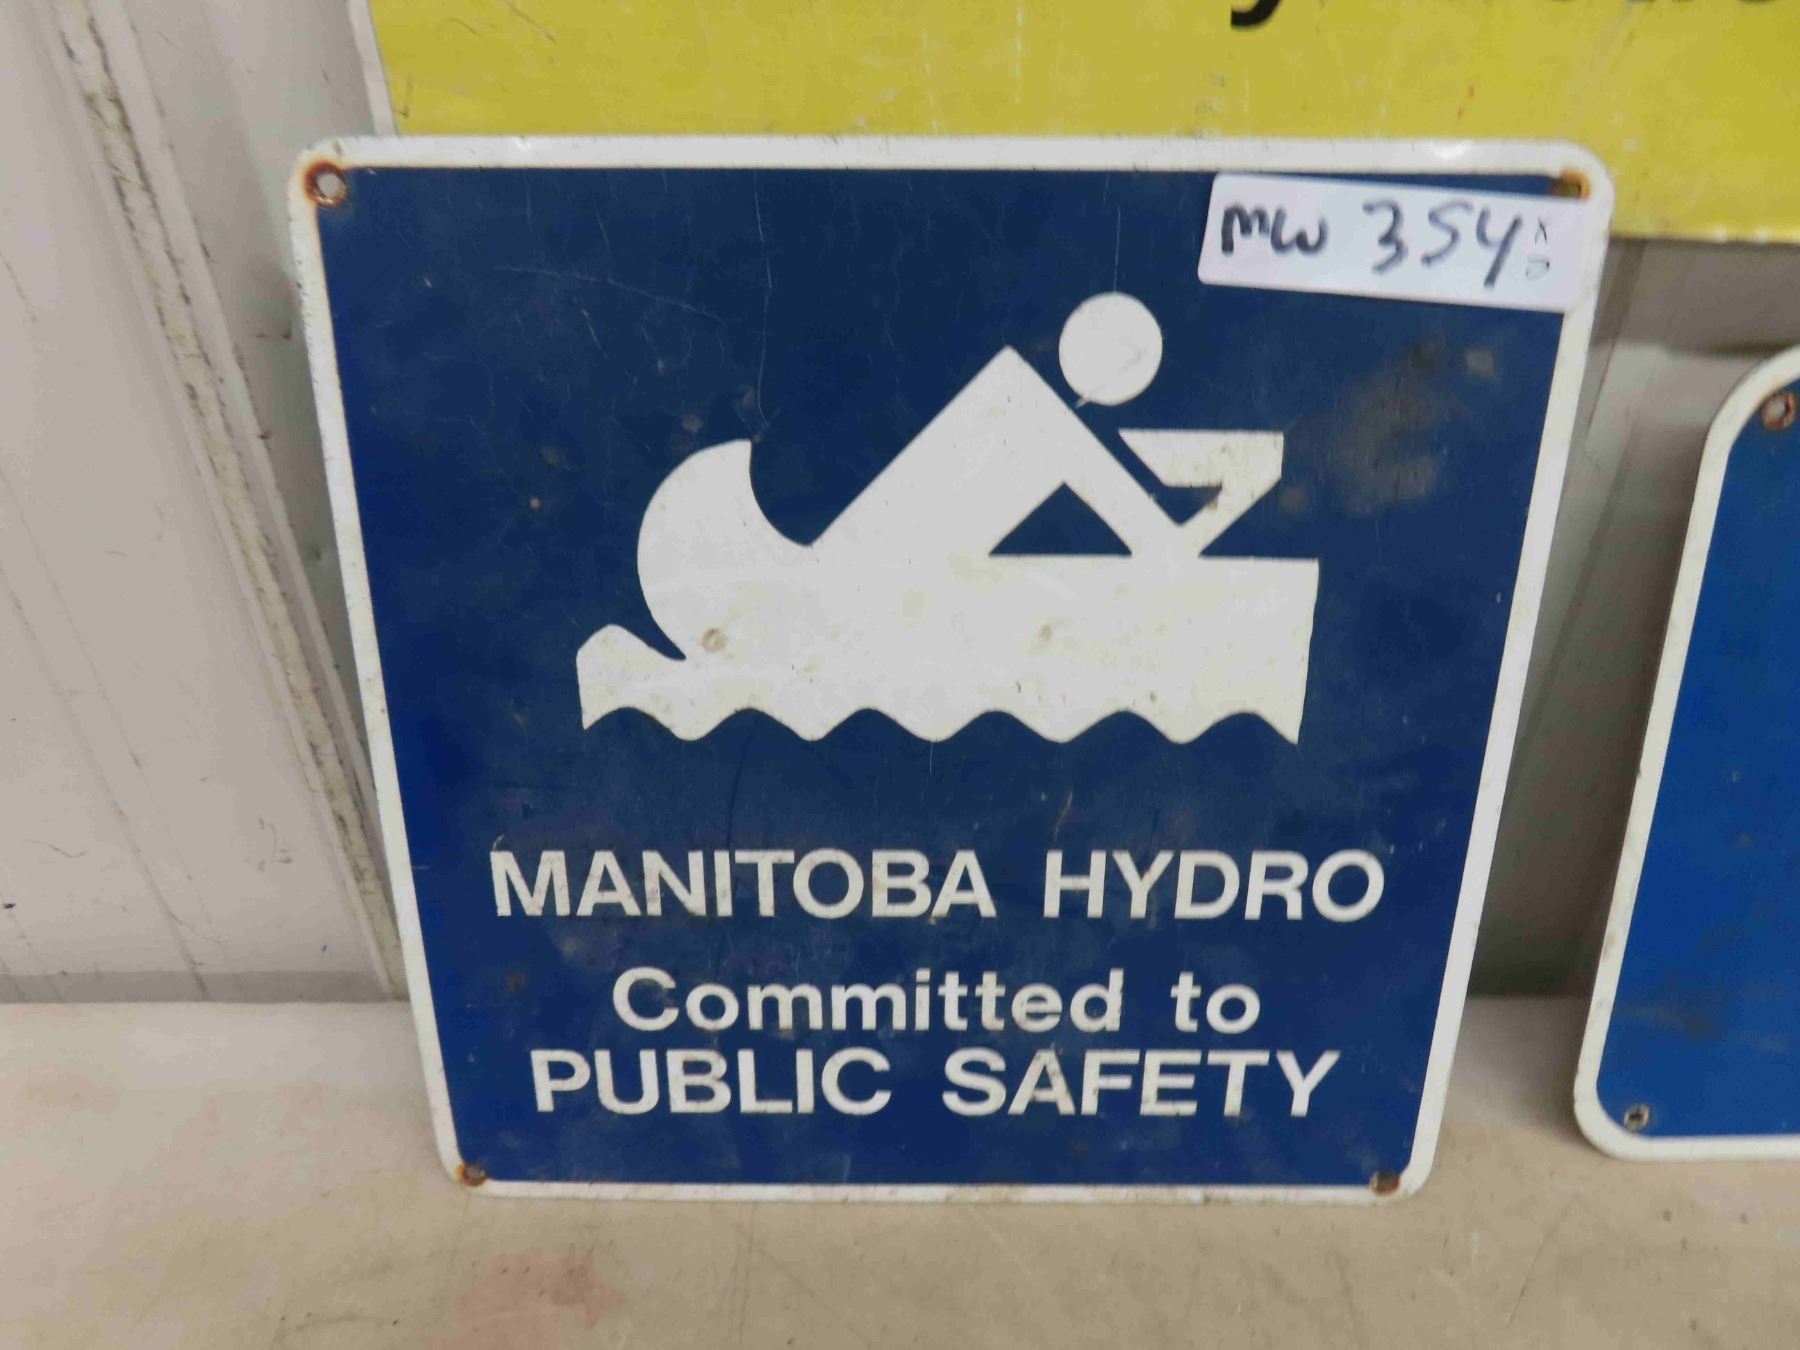 MW 354
MANITOBA HYDRO
Committed to
PUBLIC SAFETY